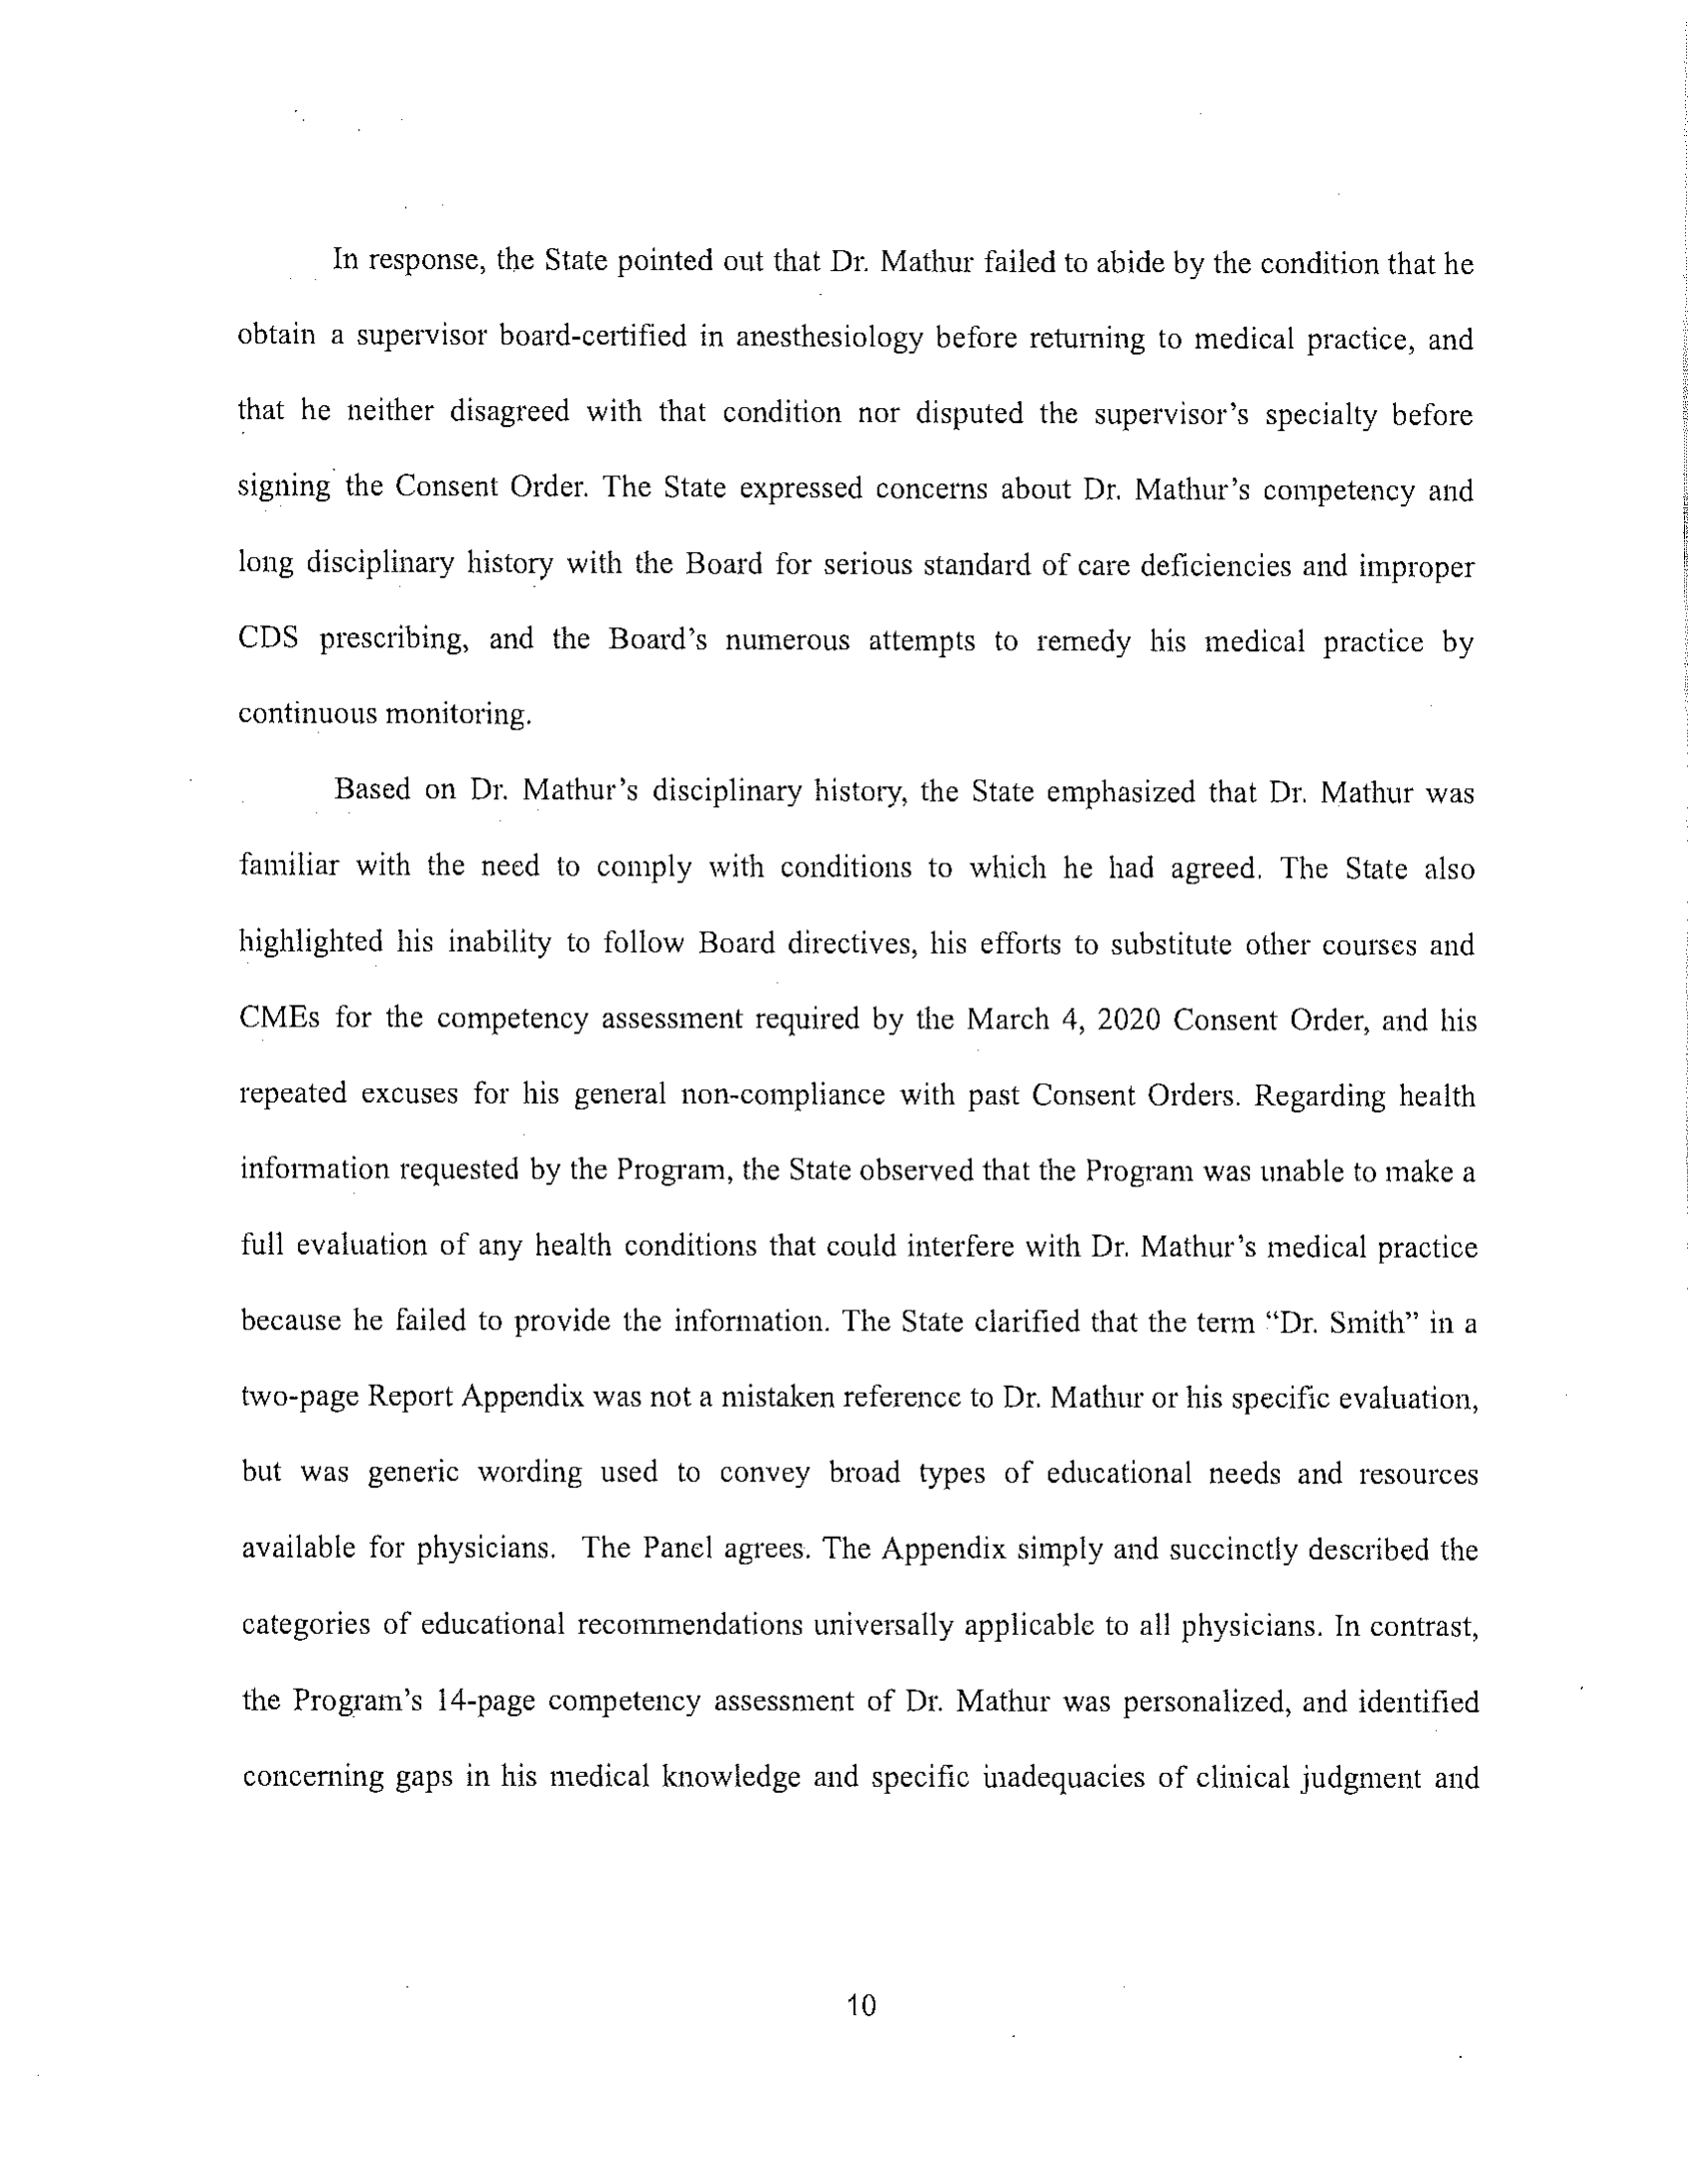 In response, the State pointed out that Dr. Mathur failed to abide by the condition that he
obtain a supervisor board-certified in anesthesiology before returning to medical practice, and
that he neither disagreed with that condition nor disputed the supervisor's specialty before
signing the Consent Order. The State expressed concerns about Dr. Mathur's competency and
long disciplinary history with the Board for serious standard of care deficiencies and improper
CDS prescribing, and the Board's numerous attempts to remedy his medical practice by
continuous monitoring.
Based on Dr. Mathur's disciplinary history, the State emphasized that Dr. Mathur was
familiar with the need to comply with conditions to which he had agreed. The State also
highlighted his inability to follow Board directives, his efforts to substitute other courses and
CMEs for the competency assessment required by the March 4, 2020 Consent Order, and his
repeated excuses for his general non-compliance with past Consent Orders. Regarding health
information requested by the Program, the State observed that the Program was unable to make a
full evaluation of any health conditions that could interfere with Dr. Mathur's medical practice
because he failed to provide the information. The State clarified that the term “Dr. Smith” in a
two-page Report Appendix was not a mistaken reference to Dr. Mathur or his specific evaluation,
but was generic wording used to convey broad types of educational needs and resources
available for physicians. The Panel agrees. The Appendix simply and succinctly described the
categories of educational recommendations universally applicable to all physicians. In contrast,
the Program's 14-page competency assessment of Dr. Mathur was personalized, and identified
concerning gaps in his medical knowledge and specific inadequacies of clinical judgment and
10